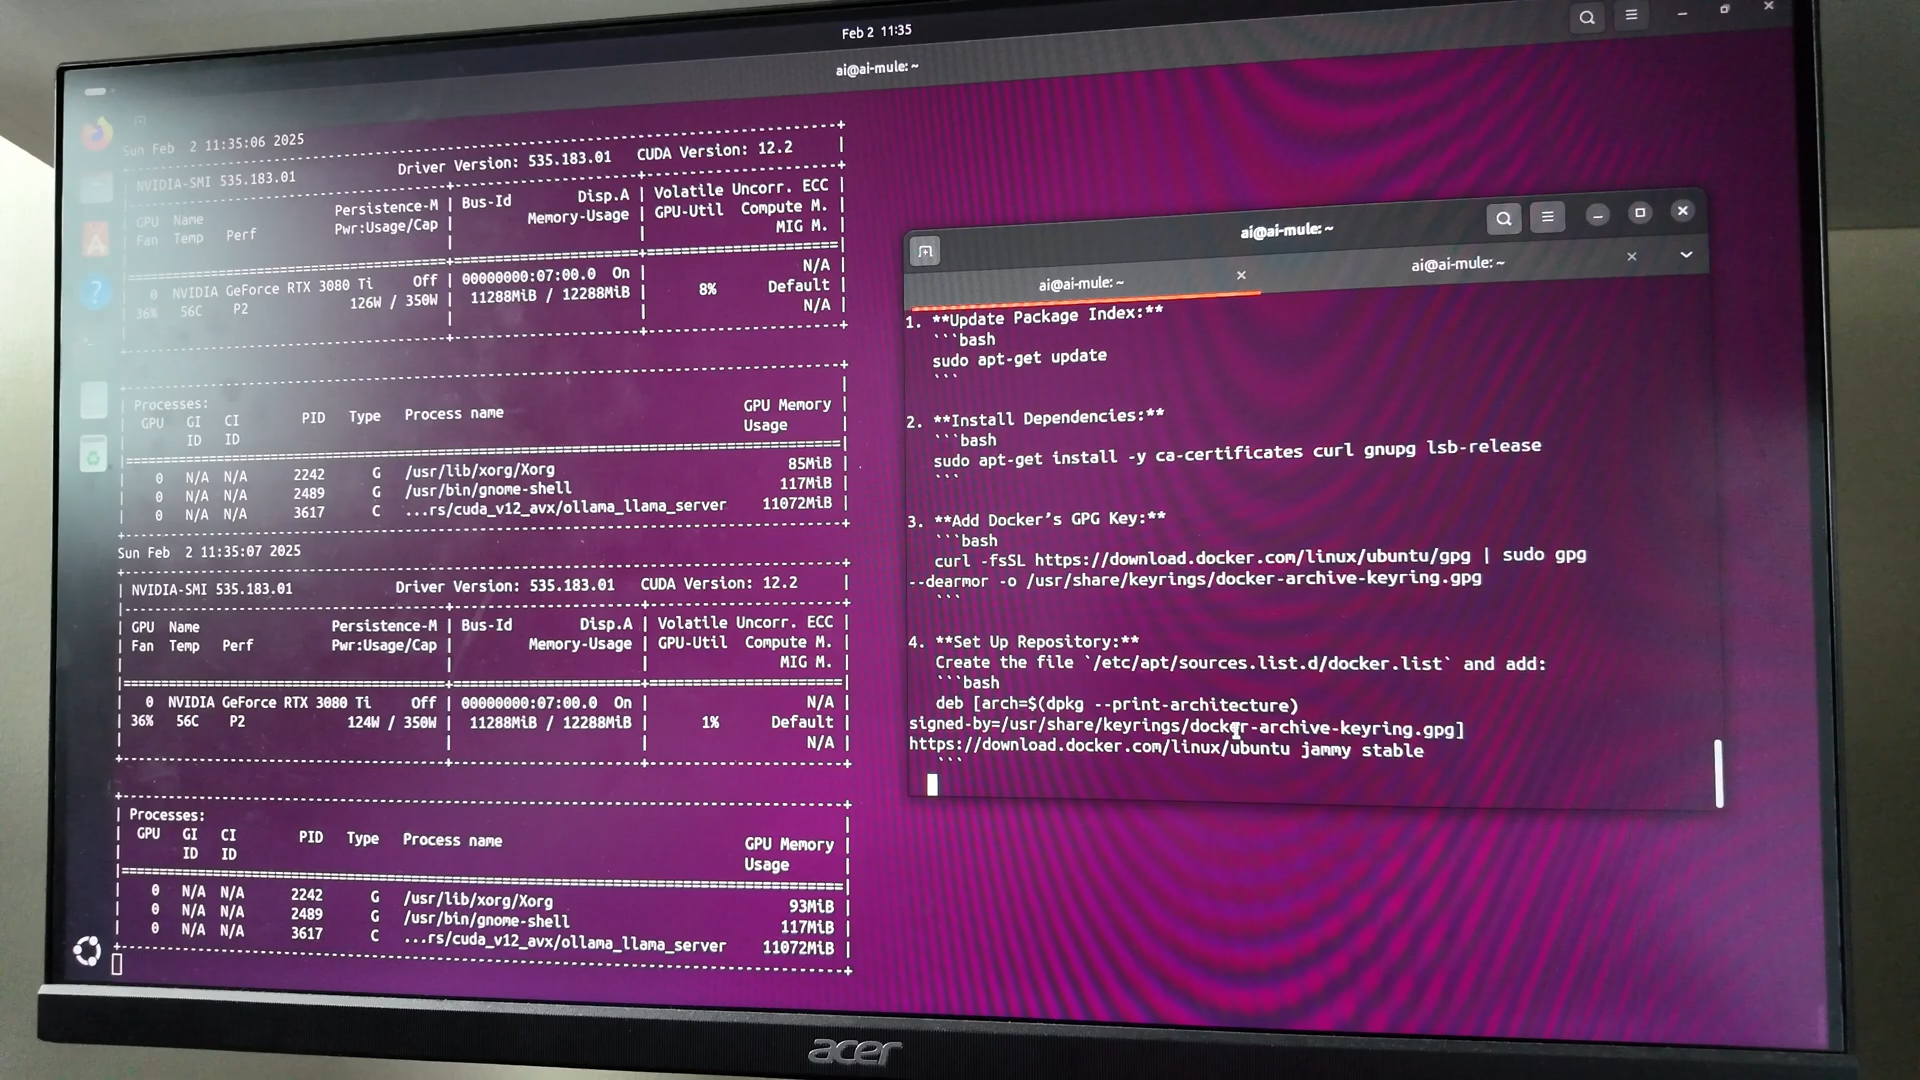 Feb 2 11:35
ai@ai-mule: ~
Sun Feb  2 11:35:06 2025
NVIDIA-SMI 535.183.01 Driver Version: 535.183.01 CUDA Version: 12.2
GPU Name Persistence-M | Bus-Id Disp.A | Volatile Uncorr. ECC |
Fan Temp Perf Pwr:Usage/Cap | Memory-Usage | GPU-Util Compute M. |
| | MIG M. |
0 NVIDIA GeForce RTX 3080 Ti Off | 00000000:07:00.0 On | N/A |
36% 56C P2 126W / 350W | 11288MiB / 12288MiB | 8% Default |
| | N/A |
| Processes: |
| GPU GI CI PID Type Process name GPU Memory |
| ID ID Usage |
| 0 N/A N/A 2242 G /usr/lib/xorg/Xorg 85MiB |
| 0 N/A N/A 2489 G /usr/bin/gnome-shell 117MiB |
| 0 N/A N/A 3617 C ...rs/cuda_v12_avx/ollama_llama_server 11072MiB |
Sun Feb  2 11:35:07 2025
| NVIDIA-SMI 535.183.01 Driver Version: 535.183.01 CUDA Version: 12.2 |
| GPU Name Persistence-M | Bus-Id Disp.A | Volatile Uncorr. ECC |
| Fan Temp Perf Pwr:Usage/Cap | Memory-Usage | GPU-Util Compute M. |
| | | MIG M. |
| 0 NVIDIA GeForce RTX 3080 Ti Off | 00000000:07:00.0 On | N/A |
| 36% 56C P2 124W / 350W | 11288MiB / 12288MiB | 1% Default |
| | | N/A |
| Processes: |
| GPU GI CI PID Type Process name GPU Memory |
| ID ID Usage |
| 0 N/A N/A 2242 G /usr/lib/xorg/Xorg 93MiB |
| 0 N/A N/A 2489 G /usr/bin/gnome-shell 117MiB |
| 0 N/A N/A 3617 C ...rs/cuda_v12_avx/ollama_llama_server 11072MiB |
ai@ai-mule: ~
ai@ai-mule: ~
ai@ai-mule: ~
1. **Update Package Index:**
```bash
sudo apt-get update
```
2. **Install Dependencies:**
```bash
sudo apt-get install -y ca-certificates curl gnupg lsb-release
```
3. **Add Docker’s GPG Key:**
```bash
curl -fsSL https://download.docker.com/linux/ubuntu/gpg | sudo gpg
--dearmor -o /usr/share/keyrings/docker-archive-keyring.gpg
```
4. **Set Up Repository:**
Create the file `/etc/apt/sources.list.d/docker.list` and add:
```bash
deb [arch=$(dpkg --print-architecture)
signed-by=/usr/share/keyrings/docker-archive-keyring.gpg]
https://download.docker.com/linux/ubuntu jammy stable
```
acer